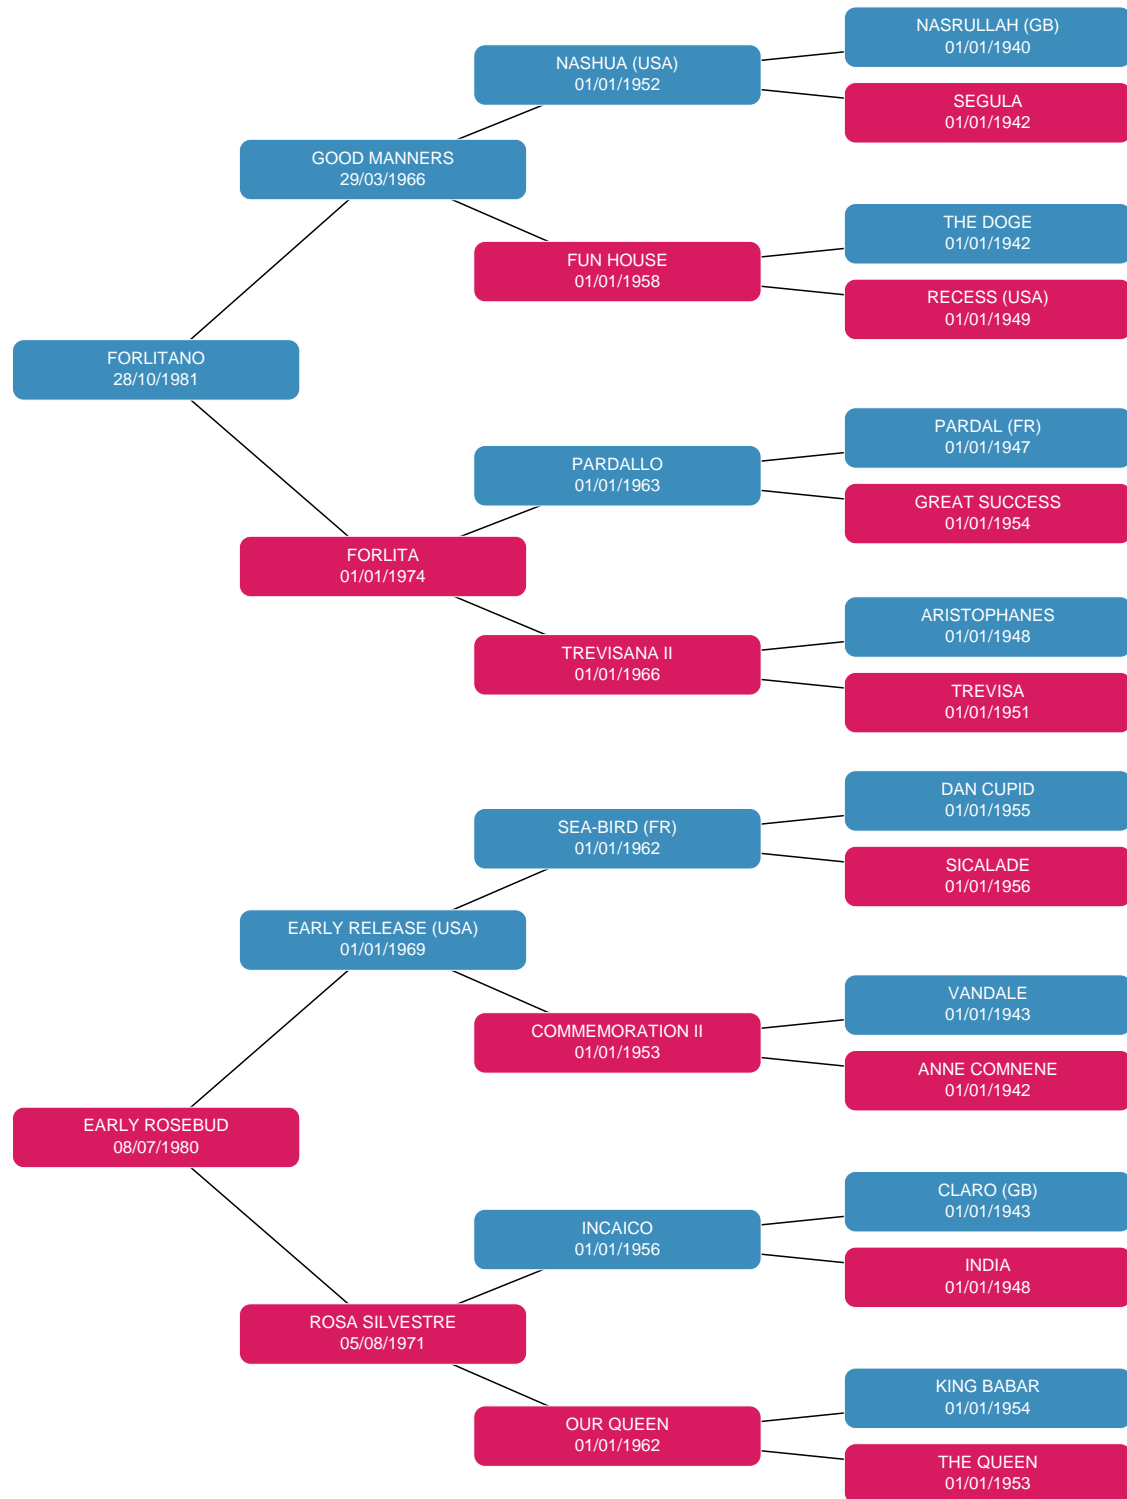 NASRULLAH (GB)
01/01/1940
NASHUA (USA)
01/01/1952
SEGULA
01/01/1942
GOOD MANNERS
29/03/1966
THE DOGE
01/01/1942
FUN HOUSE
01/01/1958
RECESS (USA)
01/01/1949
FORLITANO
28/10/1981
PARDAL (FR)
01/01/1947
PARDALLO
01/01/1963
GREAT SUCCESS
01/01/1954
FORLITA
01/01/1974
ARISTOPHANES
01/01/1948
TREVISANA II
01/01/1966
TREVISA
01/01/1951
DAN CUPID
01/01/1955
SEA-BIRD (FR)
01/01/1962
SICALADE
01/01/1956
EARLY RELEASE (USA)
01/01/1969
VANDALE
01/01/1943
COMMEMORATION II
01/01/1953
ANNE COMNENE
01/01/1942
EARLY ROSEBUD
08/07/1980
CLARO (GB)
01/01/1943
INCAICO
01/01/1956
INDIA
01/01/1948
ROSA SILVESTRE
05/08/1971
KING BABAR
01/01/1954
OUR QUEEN
01/01/1962
THE QUEEN
01/01/1953